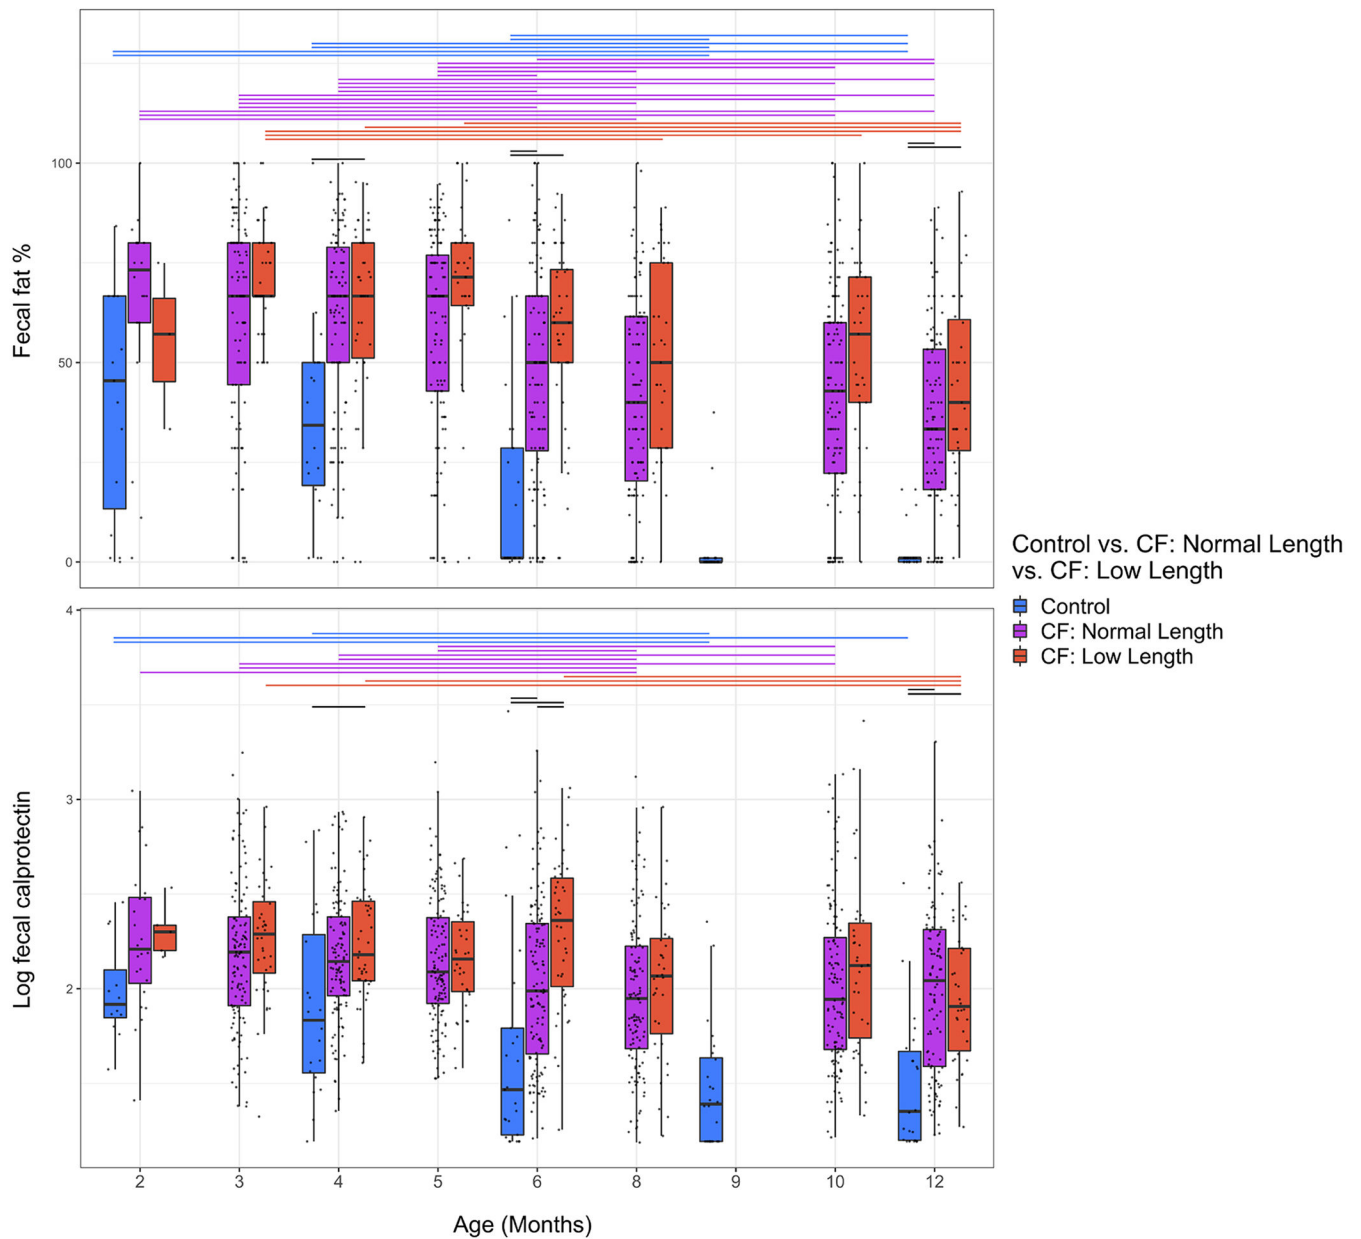 Fecal fat %
100
50
0
Log fecal calprotectin
4
3
2
2 3 4 5 6 8 9 10 12
Age (Months)
Control vs. CF: Normal Length
vs. CF: Low Length
Control
CF: Normal Length
CF: Low Length